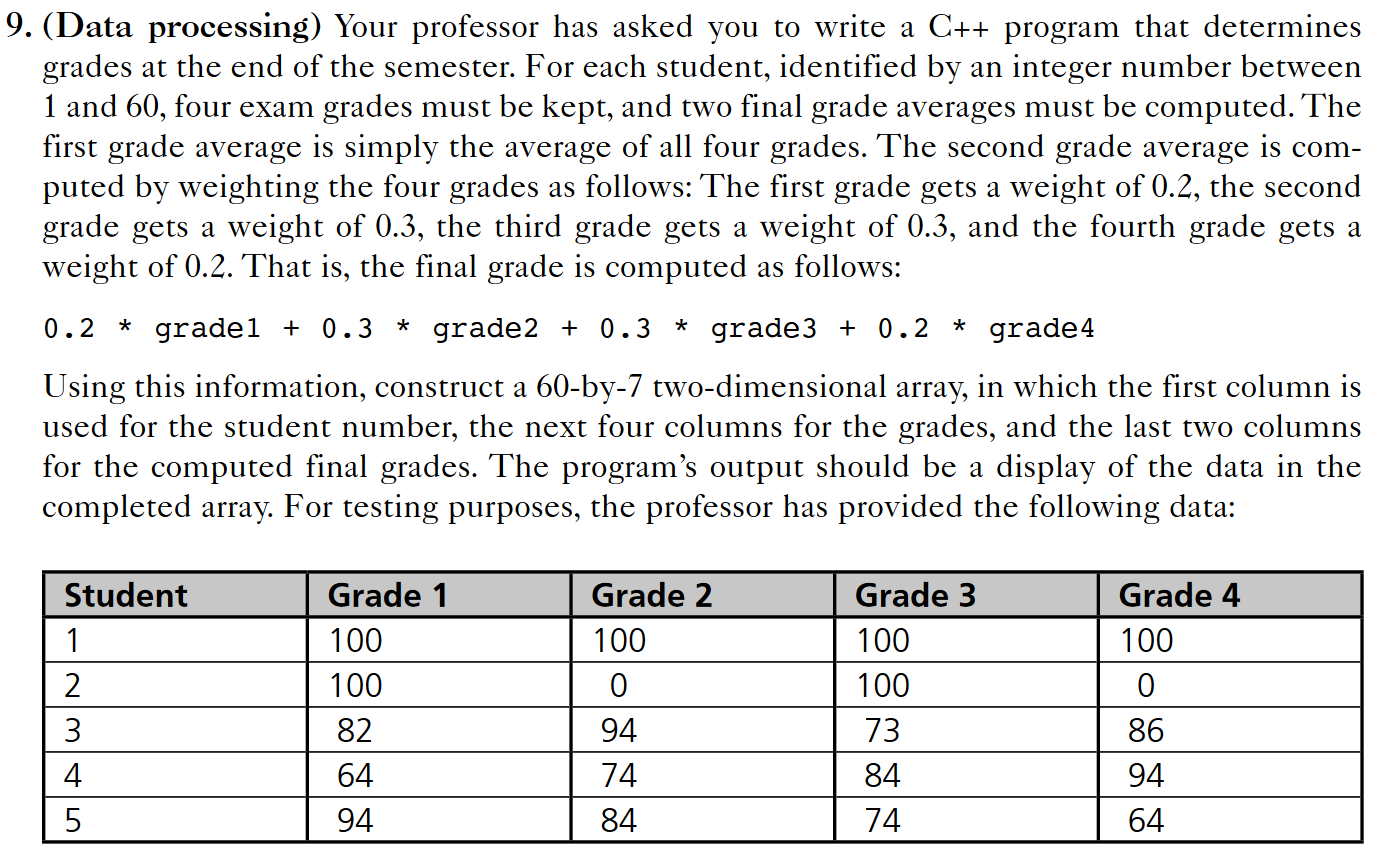 9. (Data processing) Your professor has asked you to write a C++ program that determines
grades at the end of the semester. For each student, identified by an integer number between
1 and 60, four exam grades must be kept, and two final grade averages must be computed. The
first grade average is simply the average of all four grades. The second grade average is com-
puted by weighting the four grades as follows: The first grade gets a weight of 0.2, the second
grade gets a weight of 0.3, the third grade gets a weight of 0.3, and the fourth grade gets a
weight of 0.2. That is, the final grade is computed as follows:
0.2 * grade1 + 0.3 * grade2 + 0.3 * grade3 + 0.2 * grade4
Using this information, construct a 60-by-7 two-dimensional array, in which the first column is
used for the student number, the next four columns for the grades, and the last two columns
for the computed final grades. The program's output should be a display of the data in the
completed array. For testing purposes, the professor has provided the following data:
Student Grade 1 Grade 2 Grade 3 Grade 4
1 100 100 100 100
2 100 0 100 0
3 82 94 73 86
4 64 74 84 94
5 94 84 74 64